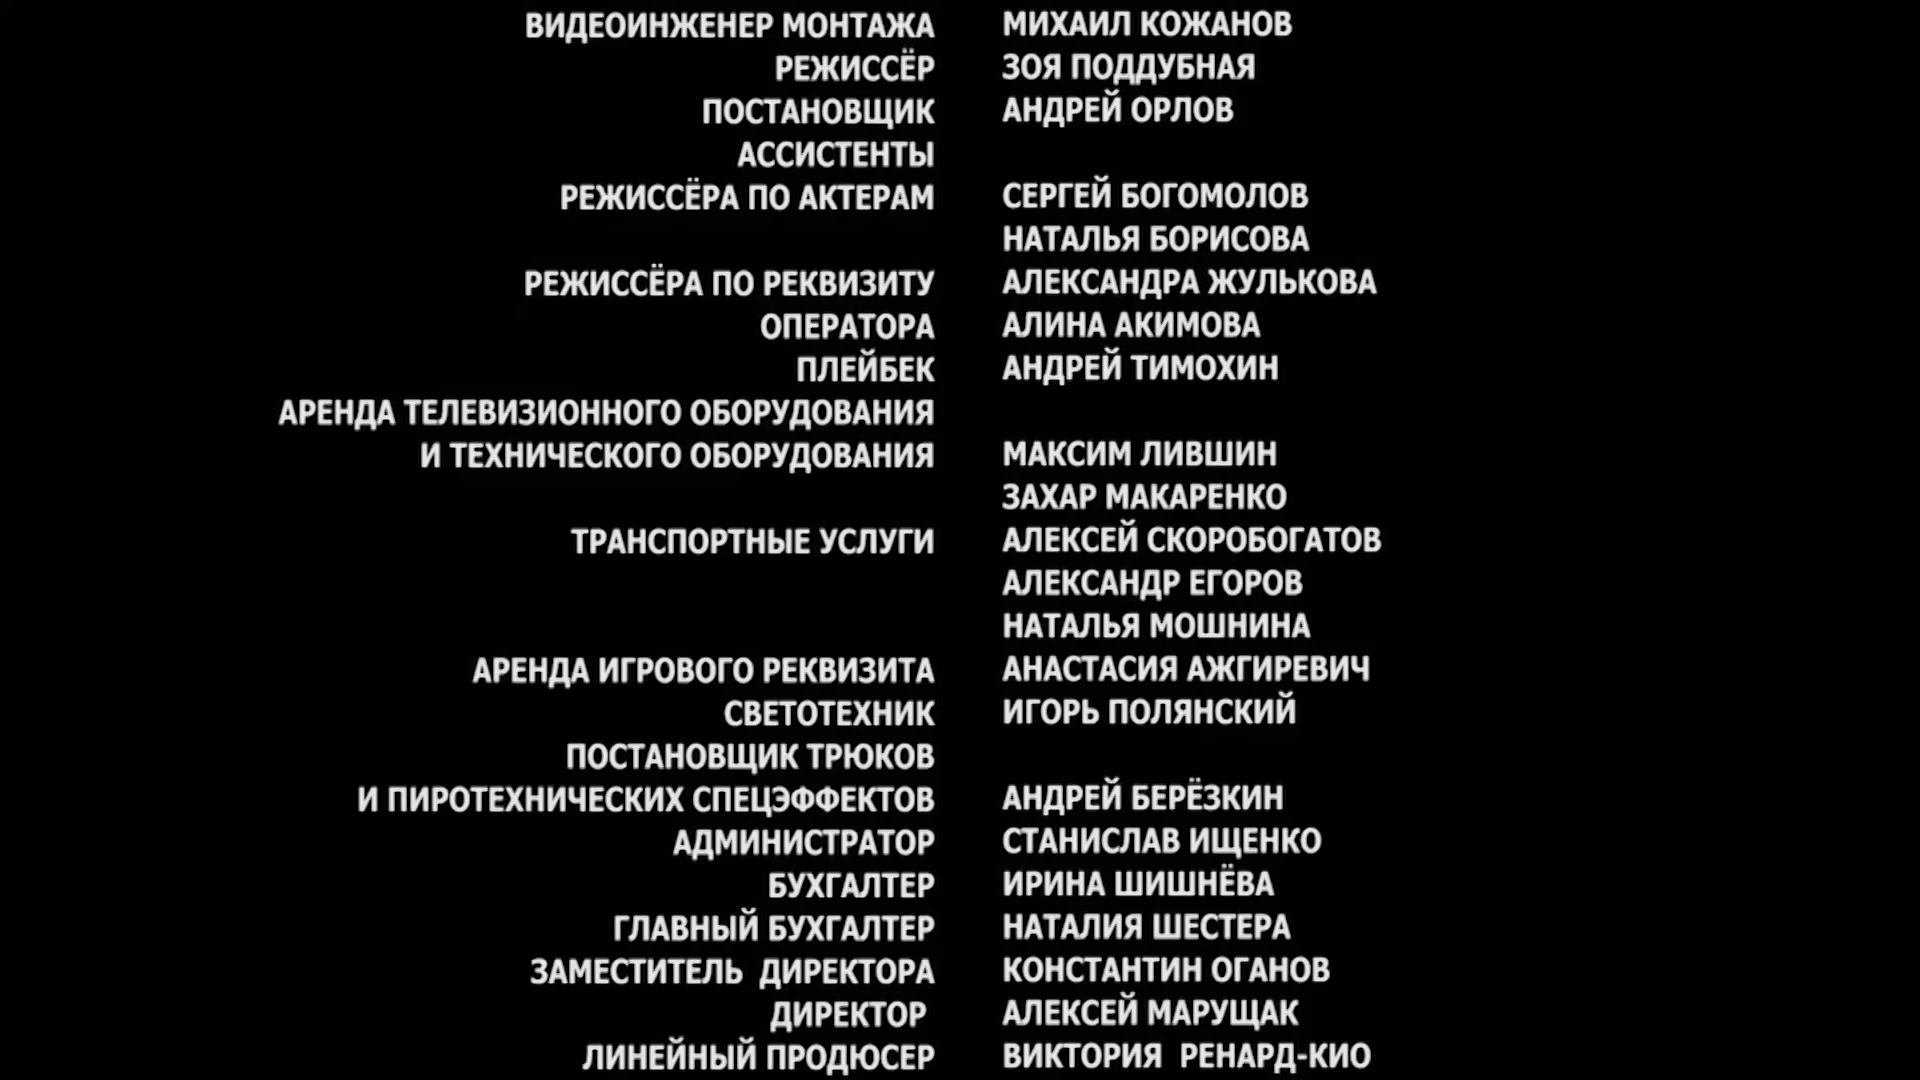 ВИДЕОИНЖЕНЕР МОНТАЖА МИХАИЛ КОЖАНОВ
РЕЖИССЁР ЗОЯ ПОДДУБНАЯ
ПОСТАНОВЩИК АНДРЕЙ ОРЛОВ
АССИСТЕНТЫ
РЕЖИССЁРА ПО АКТЕРАМ СЕРГЕЙ БОГОМОЛОВ
НАТАЛЬЯ БОРИСОВА
РЕЖИССЁРА ПО РЕКВИЗИТУ АЛЕКСАНДРА ЖУЛЬКОВА
ОПЕРАТОРА АЛИНА АКИМОВА
ПЛЕЙБЕК АНДРЕЙ ТИМОХИН
АРЕНДА ТЕЛЕВИЗИОННОГО ОБОРУДОВАНИЯ
И ТЕХНИЧЕСКОГО ОБОРУДОВАНИЯ МАКСИМ ЛИВШИН
ЗАХАР МАКАРЕНКО
ТРАНСПОРТНЫЕ УСЛУГИ АЛЕКСЕЙ СКОРОБОГАТОВ
АЛЕКСАНДР ЕГОРОВ
НАТАЛЬЯ МОШНИНА
АРЕНДА ИГРОВОГО РЕКВИЗИТА АНАСТАСИЯ АЖГИРЕВИЧ
СВЕТОТЕХНИК ИГОРЬ ПОЛЯНСКИЙ
ПОСТАНОВЩИК ТРЮКОВ
И ПИРОТЕХНИЧЕСКИХ СПЕЦЭФФЕКТОВ АНДРЕЙ БЕРЁЗКИН
АДМИНИСТРАТОР СТАНИСЛАВ ИЩЕНКО
БУХГАЛТЕР ИРИНА ШИШНЁВА
ГЛАВНЫЙ БУХГАЛТЕР НАТАЛИЯ ШЕСТЕРА
ЗАМЕСТИТЕЛЬ ДИРЕКТОРА КОНСТАНТИН ОГАНОВ
ДИРЕКТОР АЛЕКСЕЙ МАРУЩАК
ЛИНЕЙНЫЙ ПРОДЮСЕР ВИКТОРИЯ РЕНАРД-КИО